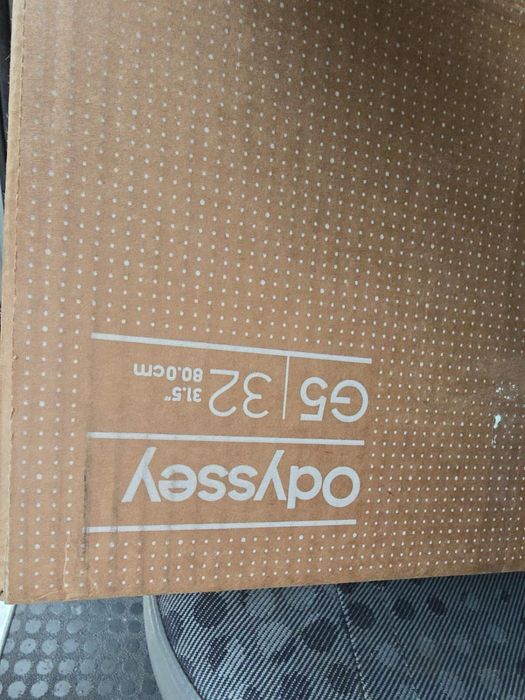 odyssey
G5 | 32 31.5"
80.0cm